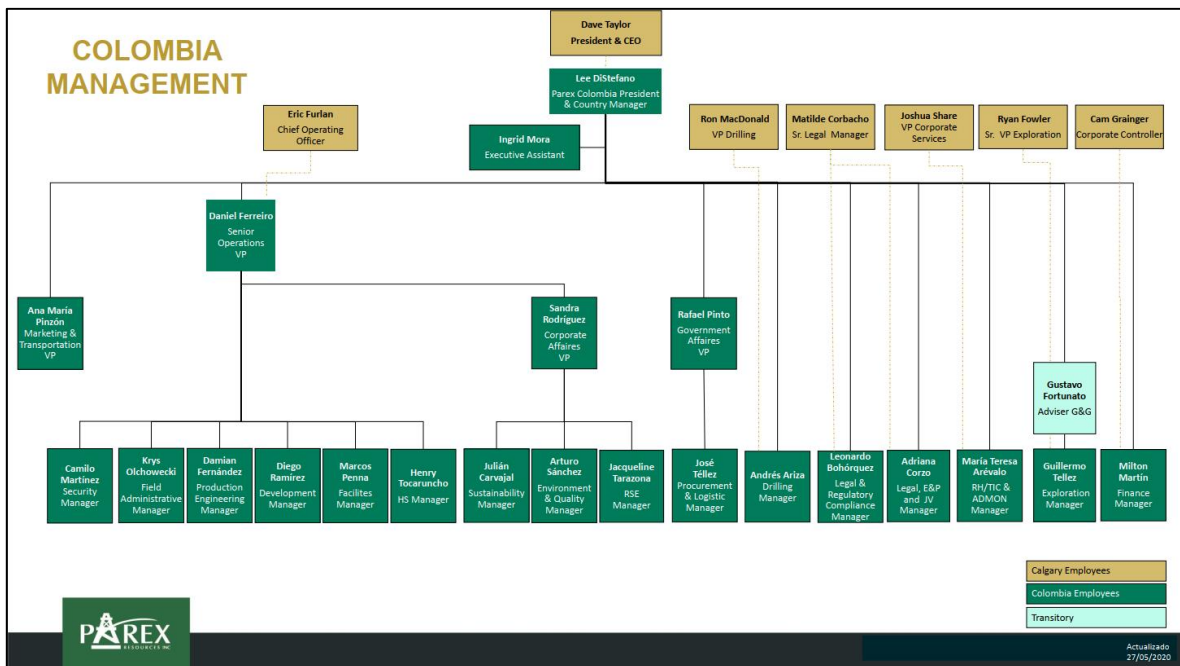 COLOMBIA
MANAGEMENT
Dave Taylor
President & CEO
Lee DiStefano
Parex Colombia President
& Country Manager
Eric Furlan
Chief Operating
Officer
Ingrid Mora
Executive Assistant
Ron MacDonald
VP Drilling
Matilde Corbacho
Sr. Legal Manager
Joshua Share
VP Corporate
Services
Ryan Fowler
Sr. VP Exploration
Cam Grainger
Corporate Controller
Daniel Ferreiro
Senior
Operations
VP
Ana María
Pinzón
Marketing &
Transportation
VP
Sandra
Rodríguez
Corporate
Affaires
VP
Rafael Pinto
Government
Affaires
VP
Gustavo
Fortunato
Adviser G&G
Camilo
Martínez
Security
Manager
Krys
Olchowecki
Field
Administrative
Manager
Damian
Fernández
Production
Engineering
Manager
Diego
Ramírez
Development
Manager
Marcos
Penna
Facilites
Manager
Henry
Tocaruncho
HS Manager
Julián
Carvajal
Sustainability
Manager
Arturo
Sánchez
Environment
& Quality
Manager
Jacqueline
Tarazona
RSE
Manager
José
Téllez
Procurement
& Logistic
Manager
Andrés Ariza
Drilling
Manager
Leonardo
Bohórquez
Legal &
Regulatory
Compliance
Manager
Adriana
Corzo
Legal, E&P
and JV
Manager
María Teresa
Arévalo
RH/TIC &
ADMON
Manager
Guillermo
Tellez
Exploration
Manager
Milton
Martín
Finance
Manager
Calgary Employees
Colombia Employees
Transitory
PAREX
RESOURCES INC
Actualizado
27/05/2020